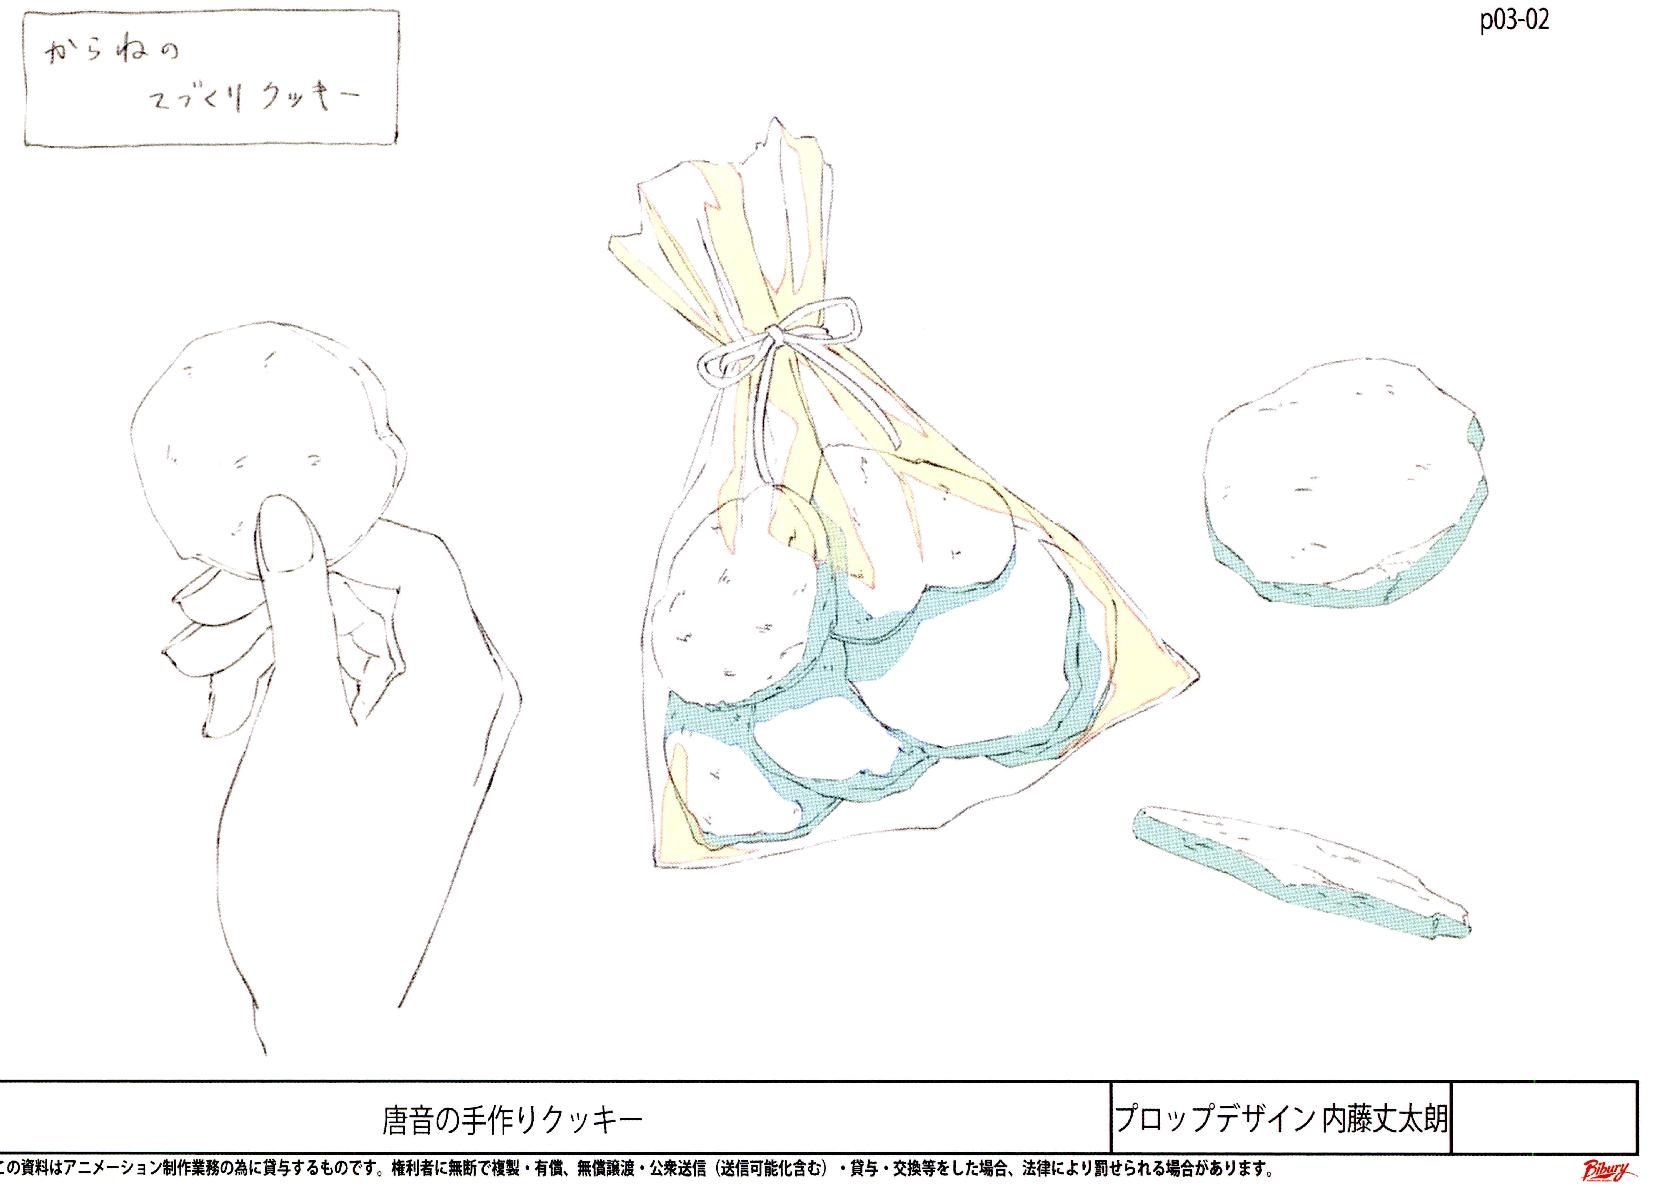 p03-02
からねの
てづくりクッキー
唐音の手作りクッキー
プロップデザイン 内藤丈太朗
この資料はアニメーション制作業務の為に貸与するものです。権利者に無断で複製・有償、無償譲渡・公衆送信（送信可能化含む）・貸与・交換等をした場合、法律により罰せられる場合があります。
Bibury